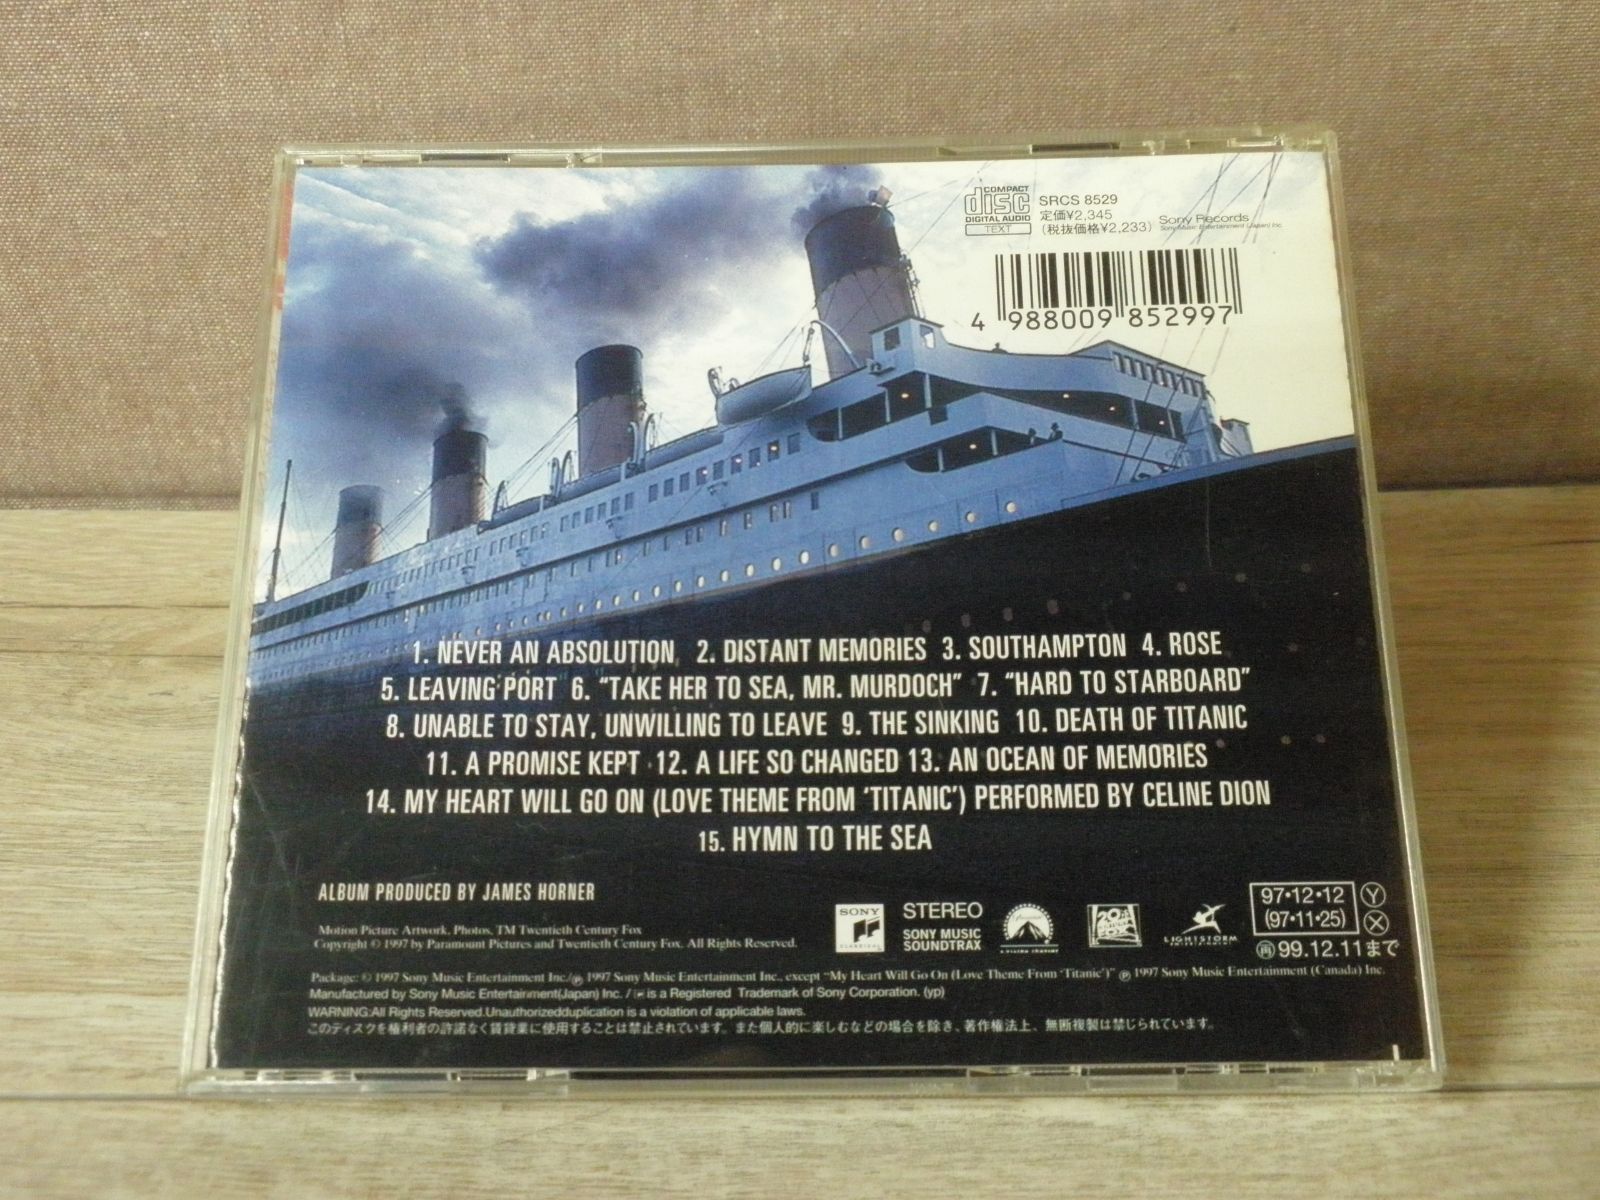 COMPACT
disc
DIGITAL AUDIO
TEXT
SRCS 8529
定価¥2,345
(税抜価格¥2,233)
Sony Records
Sony Music Entertainment (Japan) Inc.
4 988009 852997
1. NEVER AN ABSOLUTION 2. DISTANT MEMORIES 3. SOUTHAMPTON 4. ROSE
5. LEAVING PORT 6. “TAKE HER TO SEA, MR. MURDOCH” 7. “HARD TO STARBOARD”
8. UNABLE TO STAY, UNWILLING TO LEAVE 9. THE SINKING 10. DEATH OF TITANIC
11. A PROMISE KEPT 12. A LIFE SO CHANGED 13. AN OCEAN OF MEMORIES
14. MY HEART WILL GO ON (LOVE THEME FROM ‘TITANIC’) PERFORMED BY CELINE DION
15. HYMN TO THE SEA
ALBUM PRODUCED BY JAMES HORNER
Motion Picture Artwork, Photos, TM Twentieth Century Fox
Copyright © 1997 by Paramount Pictures and Twentieth Century Fox. All Rights Reserved.
SONY
CLASSICAL
STEREO
SONY MUSIC
SOUNDTRAX
Paramount
20th
CENTURY
FOX
LIGHTSTORM
ENTERTAINMENT
97•12•12 Y
(97•11•25) X
再 99.12.11まで
Package: © 1997 Sony Music Entertainment Inc./℗ 1997 Sony Music Entertainment Inc., except “My Heart Will Go On (Love Theme From ‘Titanic’)” ℗ 1997 Sony Music Entertainment (Canada) Inc.
Manufactured by Sony Music Entertainment(Japan) Inc. / is a Registered Trademark of Sony Corporation. (yp)
WARNING:All Rights Reserved.Unauthorizedduplication is a violation of applicable laws.
このディスクを権利者の許諾なく賃貸業に使用することは禁止されています。また個人的に楽しむなどの場合を除き、著作権法上、無断複製は禁じられています。